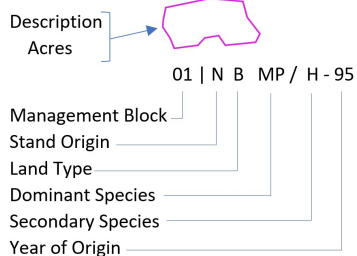 Description
Acres
01 | N B MP / H - 95
Management Block
Stand Origin
Land Type
Dominant Species
Secondary Species
Year of Origin